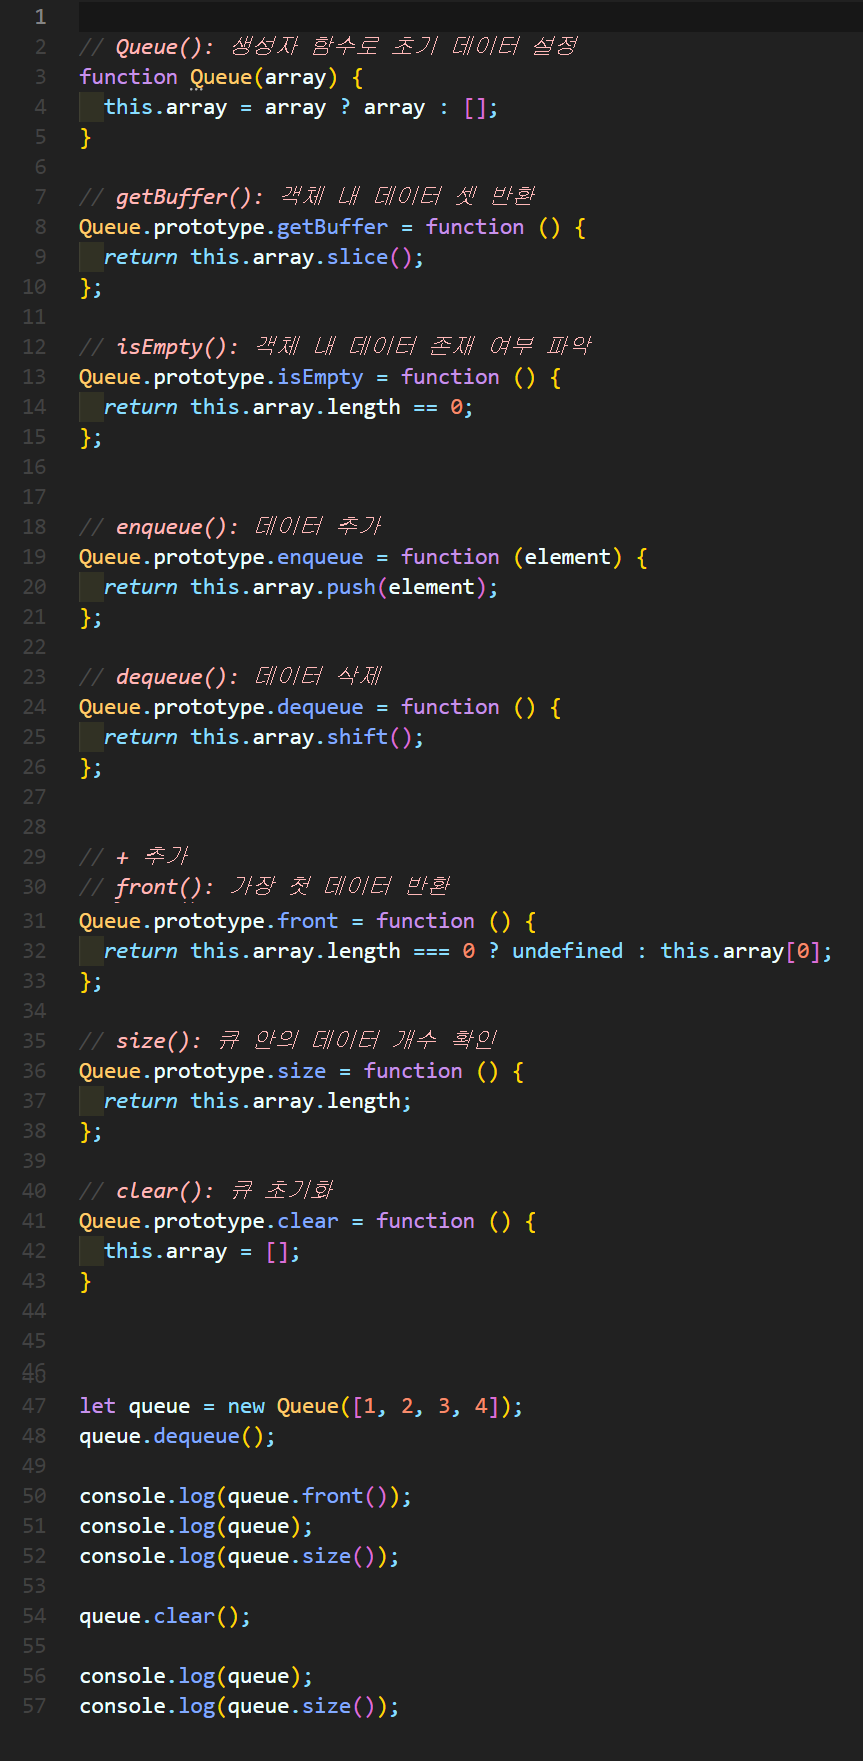 1
2 // Queue(): 생성자 함수로 초기 데이터 설정
3 function Queue(array) {
4   this.array = array ? array : [];
5 }
6
7 // getBuffer(): 객체 내 데이터 셋 반환
8 Queue.prototype.getBuffer = function () {
9   return this.array.slice();
10 };
11
12 // isEmpty(): 객체 내 데이터 존재 여부 파악
13 Queue.prototype.isEmpty = function () {
14   return this.array.length == 0;
15 };
16
17
18 // enqueue(): 데이터 추가
19 Queue.prototype.enqueue = function (element) {
20   return this.array.push(element);
21 };
22
23 // dequeue(): 데이터 삭제
24 Queue.prototype.dequeue = function () {
25   return this.array.shift();
26 };
27
28
29 // + 추가
30 // front(): 가장 첫 데이터 반환
31 Queue.prototype.front = function () {
32   return this.array.length === 0 ? undefined : this.array[0];
33 };
34
35 // size(): 큐 안의 데이터 개수 확인
36 Queue.prototype.size = function () {
37   return this.array.length;
38 };
39
40 // clear(): 큐 초기화
41 Queue.prototype.clear = function () {
42   this.array = [];
43 }
44
45
46
47 let queue = new Queue([1, 2, 3, 4]);
48 queue.dequeue();
49
50 console.log(queue.front());
51 console.log(queue);
52 console.log(queue.size());
53
54 queue.clear();
55
56 console.log(queue);
57 console.log(queue.size());